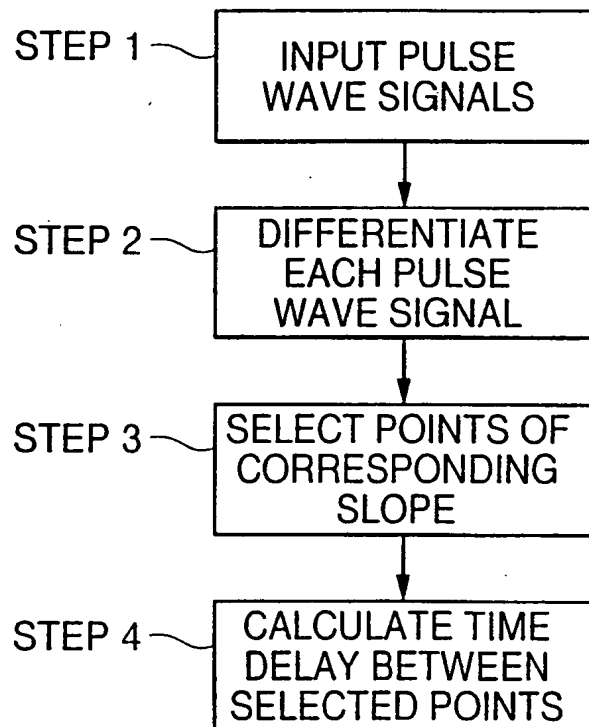 STEP 1
INPUT PULSE
WAVE SIGNALS
STEP 2
DIFFERENTIATE
EACH PULSE
WAVE SIGNAL
STEP 3
SELECT POINTS OF
CORRESPONDING
SLOPE
STEP 4
CALCULATE TIME
DELAY BETWEEN
SELECTED POINTS